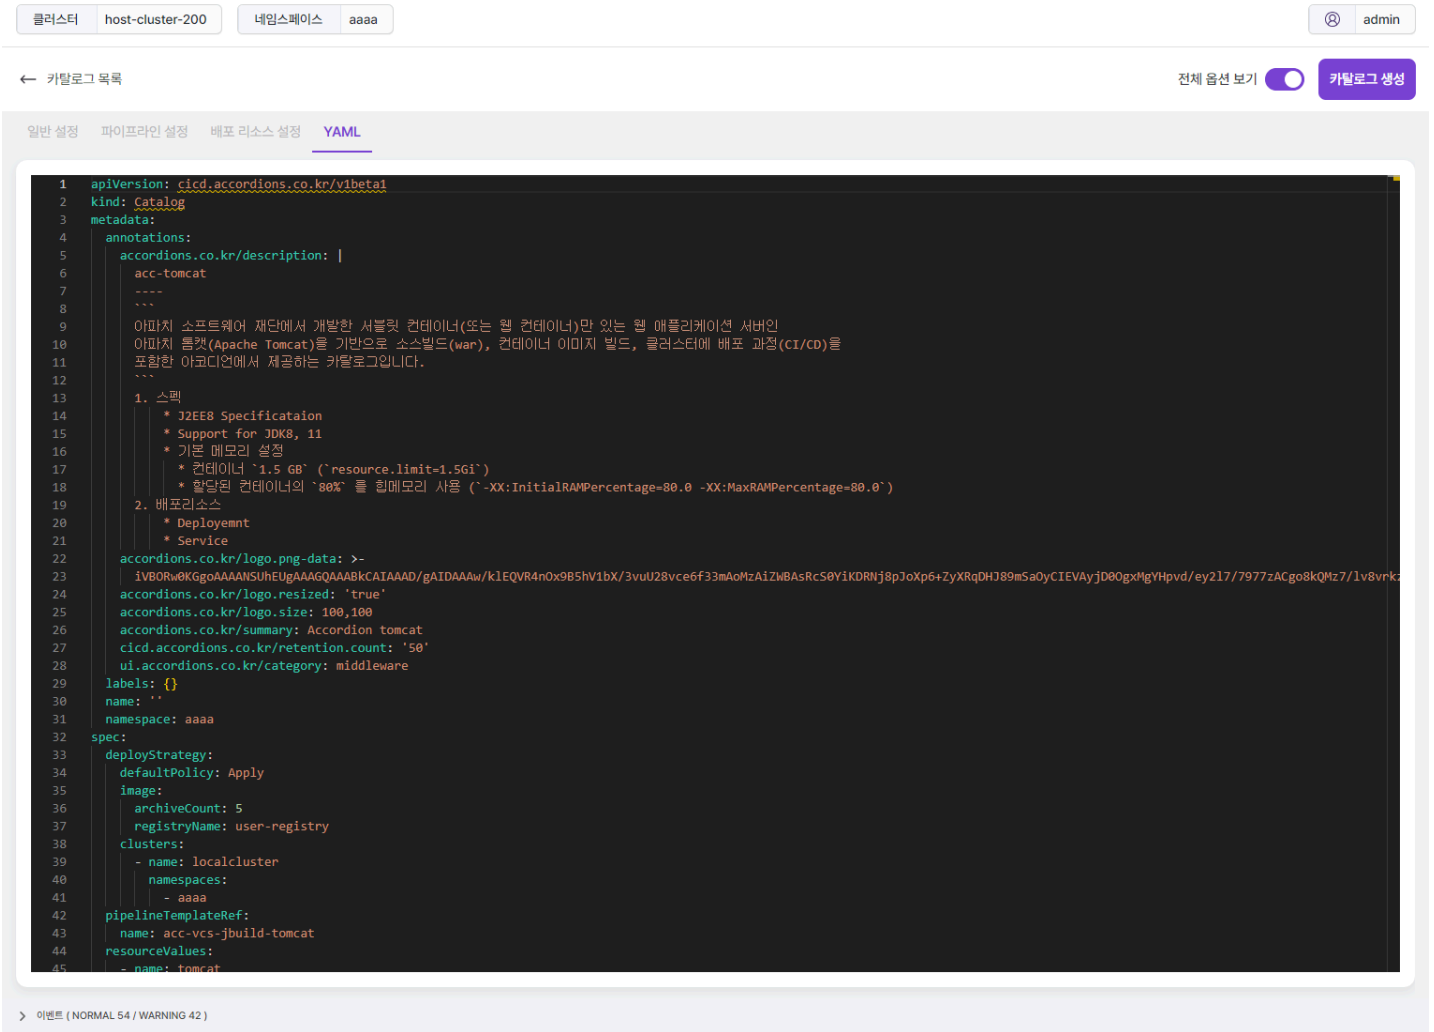 클러스터 host-cluster-200 네임스페이스 aaaa admin
← 카탈로그 목록 전체 옵션 보기 카탈로그 생성
일반 설정 파이프라인 설정 배포 리소스 설정 YAML
1 apiVersion: cicd.accordions.co.kr/v1beta1
2 kind: Catalog
3 metadata:
4 annotations:
5 accordions.co.kr/description: |
6 acc-tomcat
7 ----
8 ```
9 아파치 소프트웨어 재단에서 개발한 서블릿 컨테이너(또는 웹 컨테이너)만 있는 웹 애플리케이션 서버인
10 아파치 톰캣(Apache Tomcat)을 기반으로 소스빌드(war), 컨테이너 이미지 빌드, 클러스터에 배포 과정(CI/CD)을
11 포함한 아코디언에서 제공하는 카탈로그입니다.
12 ```
13 1. 스펙
14 * J2EE8 Specificataion
15 * Support for JDK8, 11
16 * 기본 메모리 설정
17 * 컨테이너 `1.5 GB` (`resource.limit=1.5Gi`)
18 * 할당된 컨테이너의 `80%` 를 힙메모리 사용 (`-XX:InitialRAMPercentage=80.0 -XX:MaxRAMPercentage=80.0`)
19 2. 배포리소스
20 * Deployemnt
21 * Service
22 accordions.co.kr/logo.png-data: >-
23
24 accordions.co.kr/logo.resized: 'true'
25 accordions.co.kr/logo.size: 100,100
26 accordions.co.kr/summary: Accordion tomcat
27 cicd.accordions.co.kr/retention.count: '50'
28 ui.accordions.co.kr/category: middleware
29 labels: {}
30 name: ''
31 namespace: aaaa
32 spec:
33 deployStrategy:
34 defaultPolicy: Apply
35 image:
36 archiveCount: 5
37 registryName: user-registry
38 clusters:
39 - name: localcluster
40 namespaces:
41 - aaaa
42 pipelineTemplateRef:
43 name: acc-vcs-jbuild-tomcat
44 resourceValues:
45 - name: tomcat
이벤트 ( NORMAL 54 / WARNING 42 )